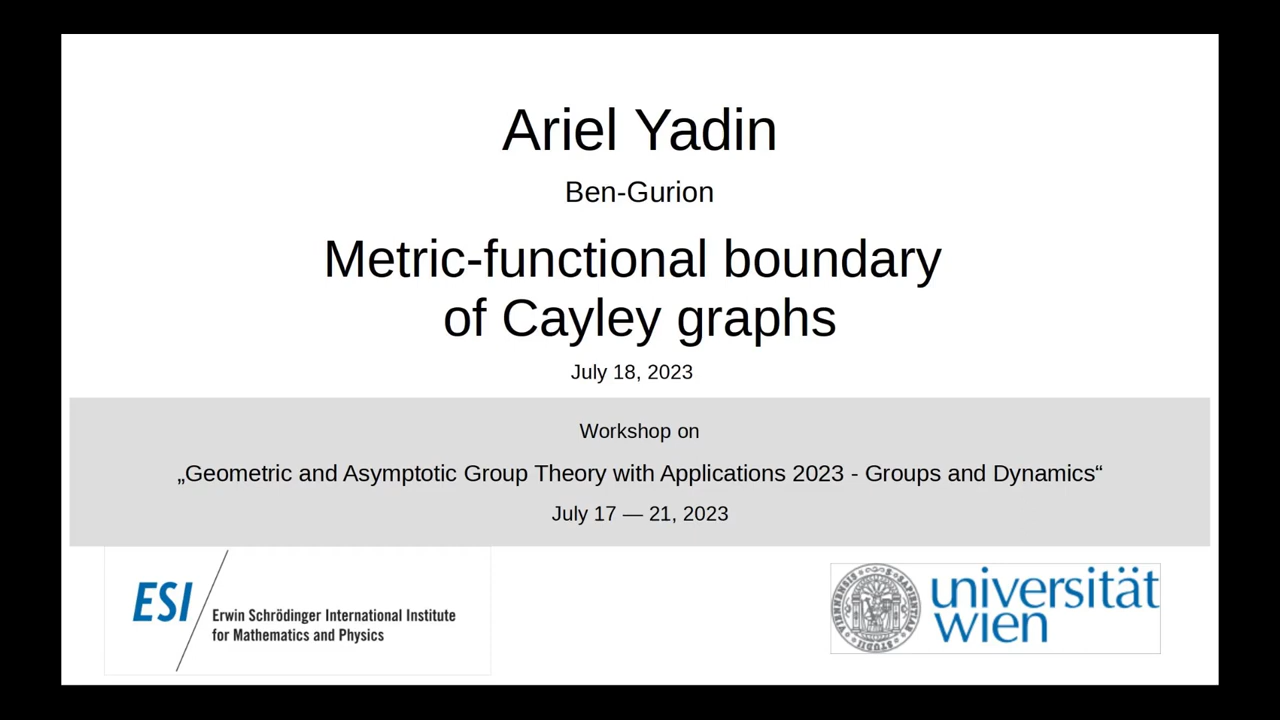 Ariel Yadin
Ben-Gurion
Metric-functional boundary
of Cayley graphs
July 18, 2023
Workshop on
„Geometric and Asymptotic Group Theory with Applications 2023 - Groups and Dynamics“
July 17 — 21, 2023
ESI
Erwin Schrödinger International Institute
for Mathematics and Physics
universität
wien